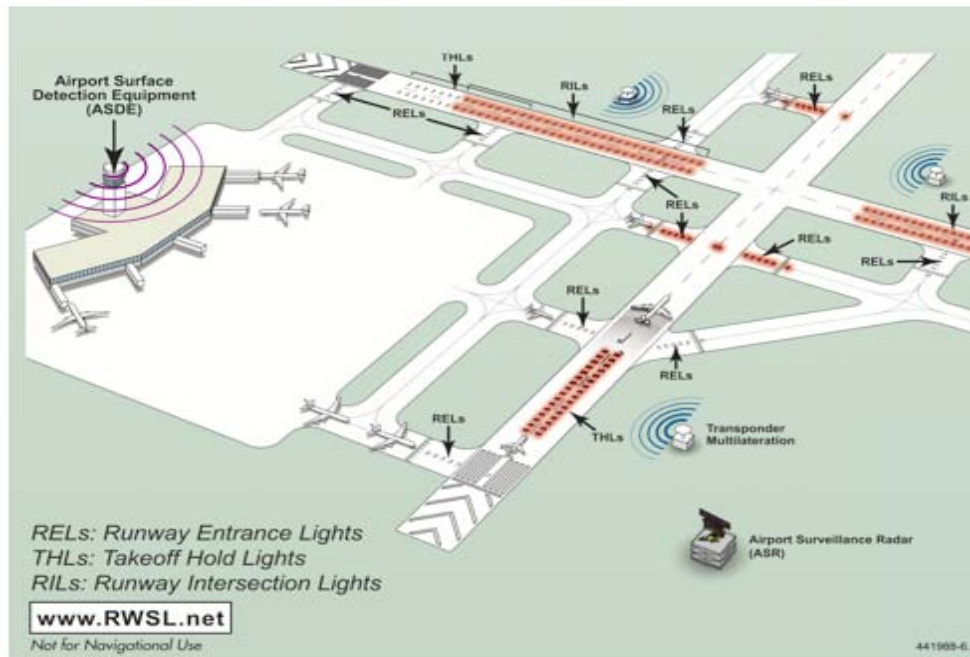 THLs
Airport Surface
Detection Equipment
(ASDE)
RILs
RELs
RELs
RELs
RELs
RILs
RELs
RELs
RELs
RELs
RELs
THLs
Transponder
Multilateration
Airport Surveillance Radar
(ASR)
RELs: Runway Entrance Lights
THLs: Takeoff Hold Lights
RILs: Runway Intersection Lights
www.RWSL.net
Not for Navigational Use